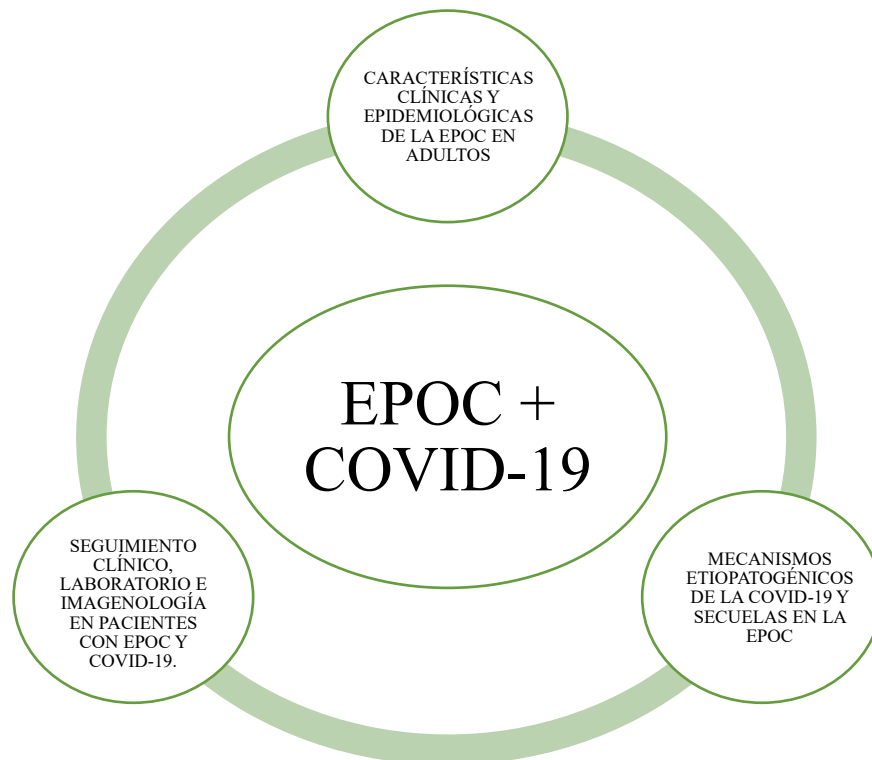 CARACTERÍSTICAS
CLÍNICAS Y
EPIDEMIOLÓGICAS
DE LA EPOC EN
ADULTOS
EPOC +
COVID-19
SEGUIMIENTO
CLÍNICO,
LABORATORIO E
IMAGENOLOGÍA
EN PACIENTES
CON EPOC Y
COVID-19.
MECANISMOS
ETIOPATOGÉNICOS
DE LA COVID-19 Y
SECUELAS EN LA
EPOC